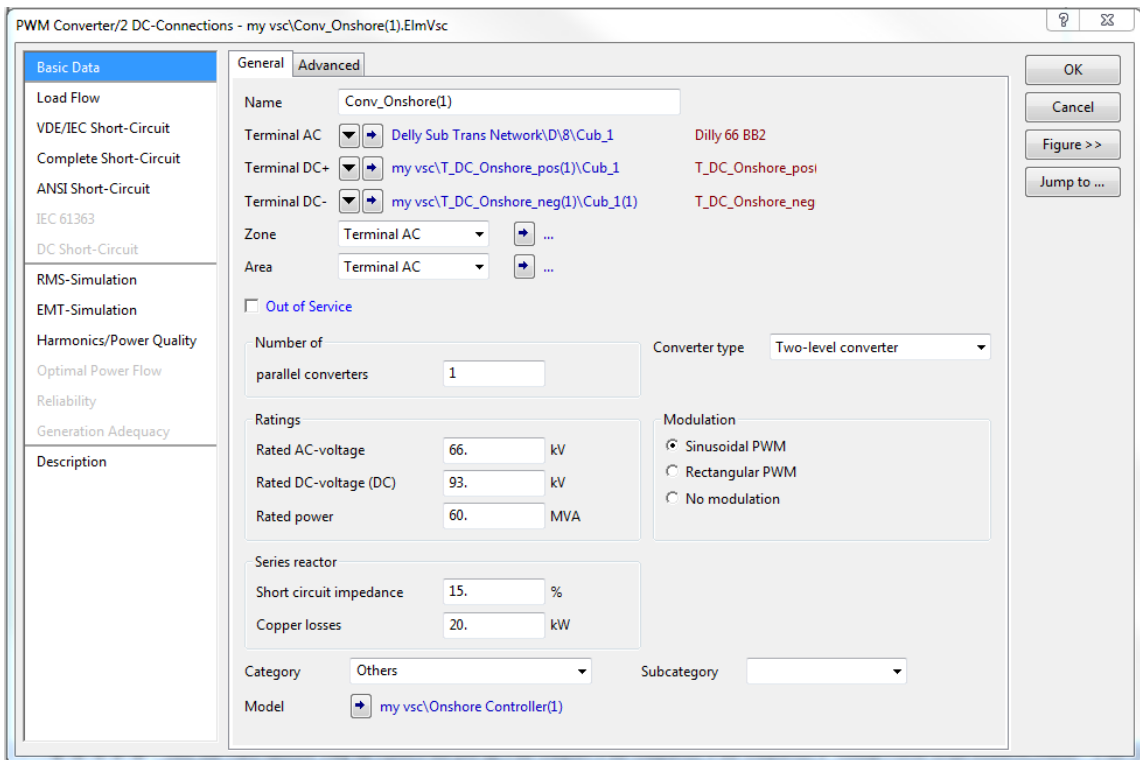 PWM Converter/2 DC-Connections - my vsc\Conv_Onshore(1).ElmVsc
Basic Data
Load Flow
VDE/IEC Short-Circuit
Complete Short-Circuit
ANSI Short-Circuit
IEC 61363
DC Short-Circuit
RMS-Simulation
EMT-Simulation
Harmonics/Power Quality
Optimal Power Flow
Reliability
Generation Adequacy
Description
General Advanced
Name Conv_Onshore(1)
Terminal AC Delly Sub Trans Network\D\8\Cub_1 Dilly 66 BB2
Terminal DC+ my vsc\T_DC_Onshore_pos(1)\Cub_1 T_DC_Onshore_pos(
Terminal DC- my vsc\T_DC_Onshore_neg(1)\Cub_1(1) T_DC_Onshore_neg
Zone Terminal AC ...
Area Terminal AC ...
Out of Service
Number of
parallel converters 1
Converter type Two-level converter
Ratings
Rated AC-voltage 66. kV
Rated DC-voltage (DC) 93. kV
Rated power 60. MVA
Modulation
Sinusoidal PWM
Rectangular PWM
No modulation
Series reactor
Short circuit impedance 15. %
Copper losses 20. kW
Category Others Subcategory
Model my vsc\Onshore Controller(1)
OK
Cancel
Figure >>
Jump to ...